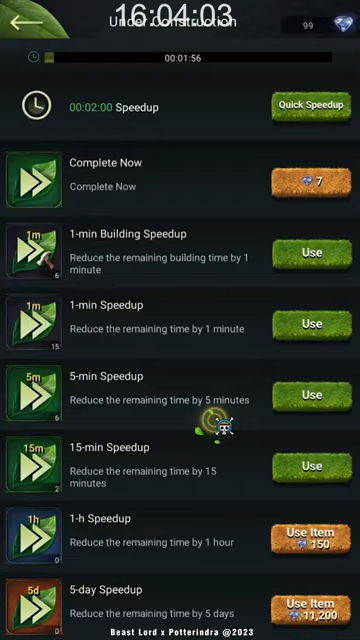 16:04:03
Under Construction
99
00:01:56
00:02:00 Speedup
Quick Speedup
Complete Now
Complete Now
7
1m
6
1-min Building Speedup
Reduce the remaining building time by 1
minute
Use
1m
15
1-min Speedup
Reduce the remaining time by 1 minute
Use
5m
6
5-min Speedup
Reduce the remaining time by 5 minutes
Use
15m
2
15-min Speedup
Reduce the remaining time by 15
minutes
Use
1h
0
1-h Speedup
Reduce the remaining time by 1 hour
Use Item
150
5d
0
5-day Speedup
Reduce the remaining time by 5 days
Use Item
11,200
Beast Lord x Potterindra @2023